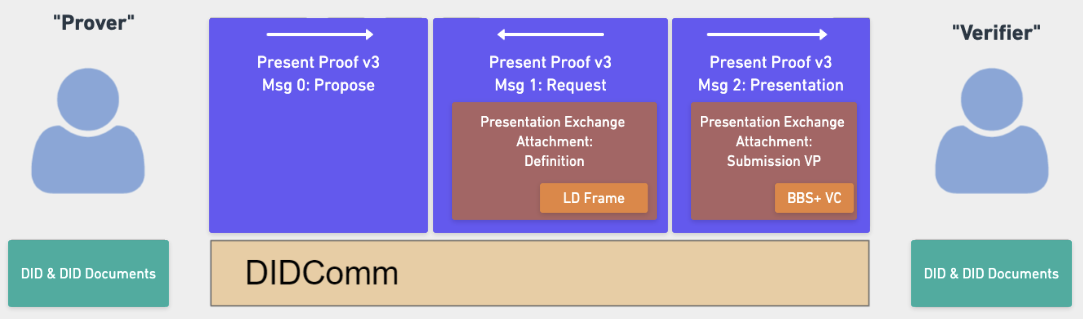 "Prover"
Present Proof v3
Msg 0: Propose
Present Proof v3
Msg 1: Request
Presentation Exchange
Attachment:
Definition
LD Frame
Present Proof v3
Msg 2: Presentation
Presentation Exchange
Attachment:
Submission VP
BBS+ VC
"Verifier"
DID & DID Documents
DIDComm
DID & DID Documents